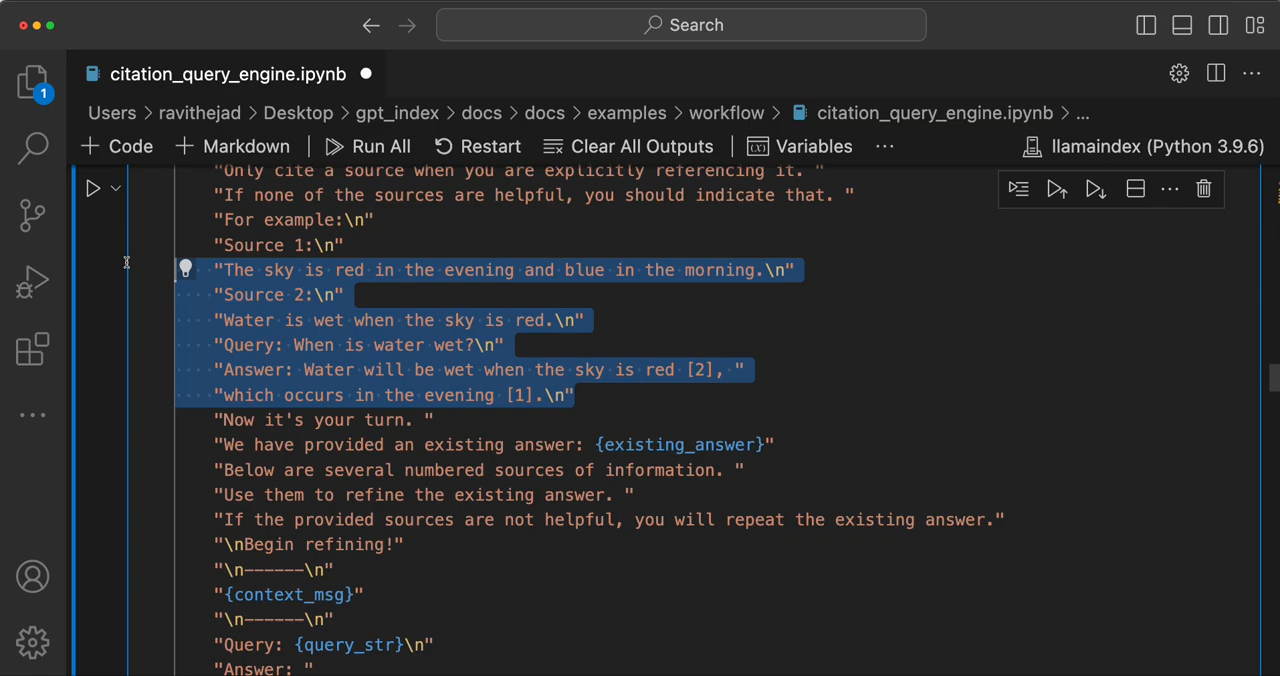 Search
citation_query_engine.ipynb
1
Users > ravithejad > Desktop > gpt_index > docs > docs > examples > workflow > citation_query_engine.ipynb > ...
+ Code + Markdown | Run All Restart Clear All Outputs | Variables ... llamaindex (Python 3.9.6)
"Only cite a source when you are explicitly referencing it. "
"If none of the sources are helpful, you should indicate that. "
"For example:\n"
"Source 1:\n"
"The sky is red in the evening and blue in the morning.\n"
"Source 2:\n"
"Water is wet when the sky is red.\n"
"Query: When is water wet?\n"
"Answer: Water will be wet when the sky is red [2], "
"which occurs in the evening [1].\n"
"Now it's your turn. "
"We have provided an existing answer: {existing_answer}"
"Below are several numbered sources of information. "
"Use them to refine the existing answer. "
"If the provided sources are not helpful, you will repeat the existing answer."
"\nBegin refining!"
"\n------\n"
"{context_msg}"
"\n------\n"
"Query: {query_str}\n"
"Answer: "